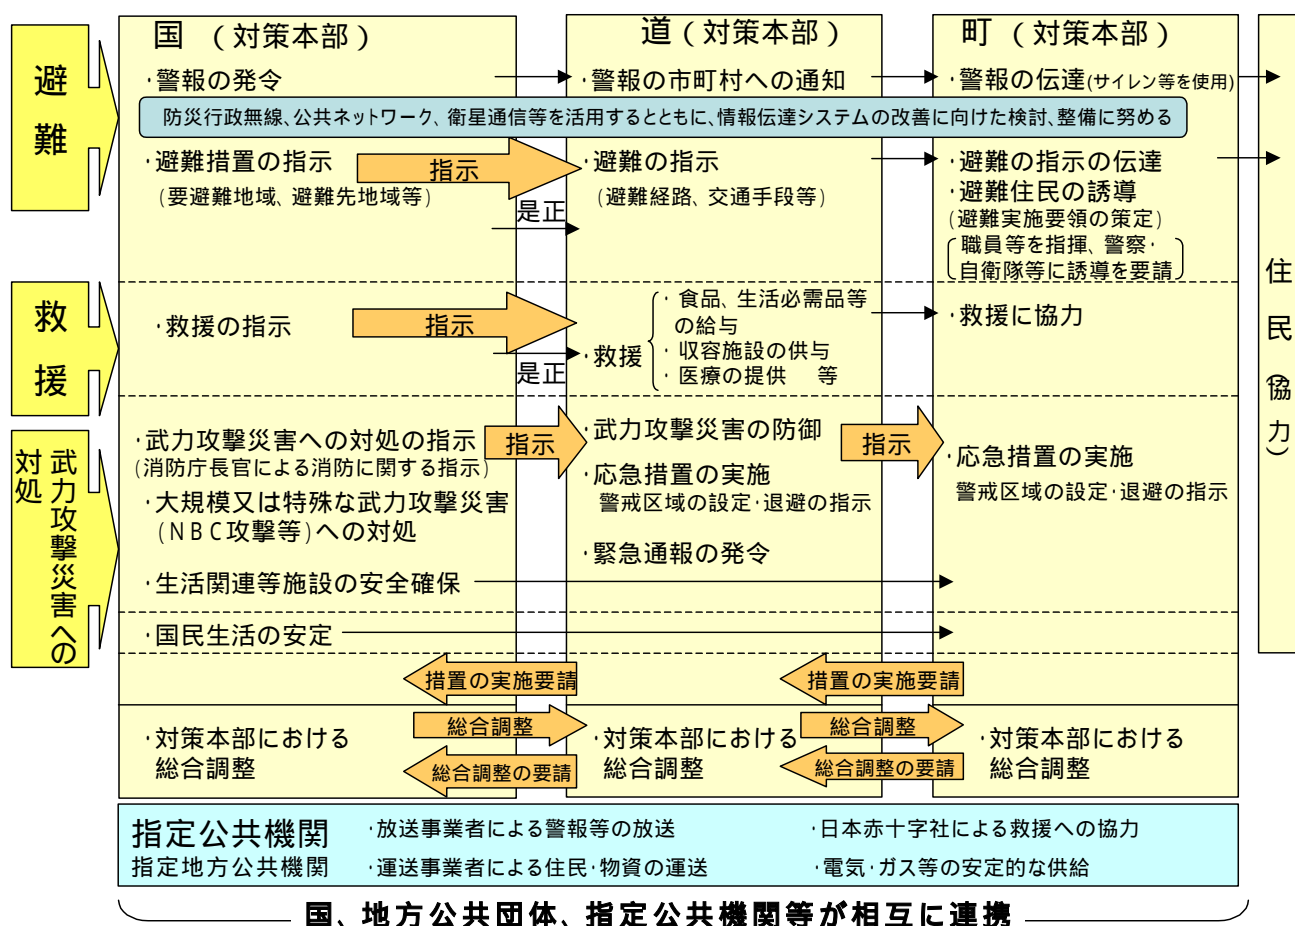 国 （対策本部）
道（対策本部）
町（対策本部）
避難
・警報の発令
・警報の市町村への通知
・警報の伝達(サイレン等を使用)
防災行政無線、公共ネットワーク、衛星通信等を活用するとともに、情報伝達システムの改善に向けた検討、整備に努める
・避難措置の指示
(要避難地域、避難先地域等)
指示
是正
・避難の指示
(避難経路、交通手段等)
・避難の指示の伝達
・避難住民の誘導
(避難実施要領の策定)
職員等を指揮、警察・
自衛隊等に誘導を要請
救援
・救援の指示
指示
是正
・救援
・食品、生活必需品等
の給与
・収容施設の供与
・医療の提供　等
・救援に協力
武力攻撃災害への
対処
・武力攻撃災害への対処の指示
(消防庁長官による消防に関する指示)
・大規模又は特殊な武力攻撃災害
(ＮＢＣ攻撃等)への対処
・生活関連等施設の安全確保
指示
・武力攻撃災害の防御
・応急措置の実施
警戒区域の設定・退避の指示
・緊急通報の発令
指示
・応急措置の実施
警戒区域の設定・退避の指示
・国民生活の安定
措置の実施要請
措置の実施要請
・対策本部における
総合調整
総合調整
総合調整の要請
・対策本部における
総合調整
総合調整
総合調整の要請
・対策本部における
総合調整
住民（協力）
指定公共機関
指定地方公共機関
・放送事業者による警報等の放送
・日本赤十字社による救援への協力
・運送事業者による住民・物資の運送
・電気・ガス等の安定的な供給
国、地方公共団体、指定公共機関等が相互に連携